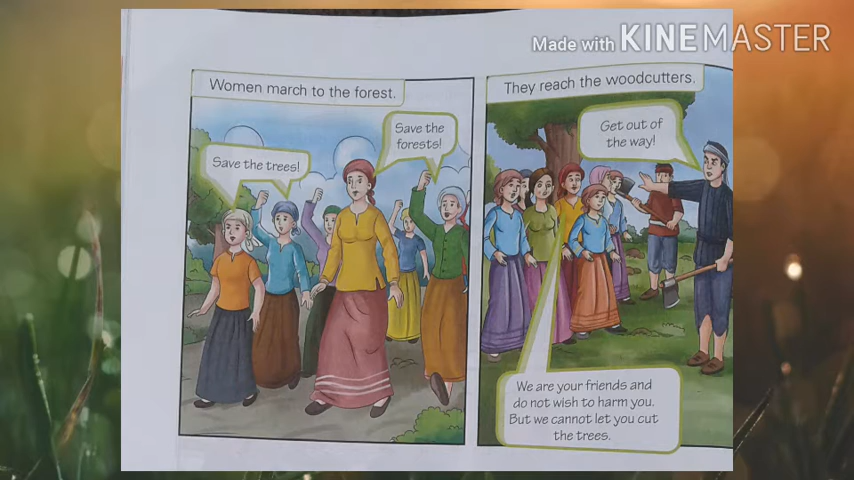 Made with KINEMASTER
Women march to the forest.
Save the trees!
Save the
forests!
They reach the woodcutters.
Get out of
the way!
We are your friends and
do not wish to harm you.
But we cannot let you cut
the trees.